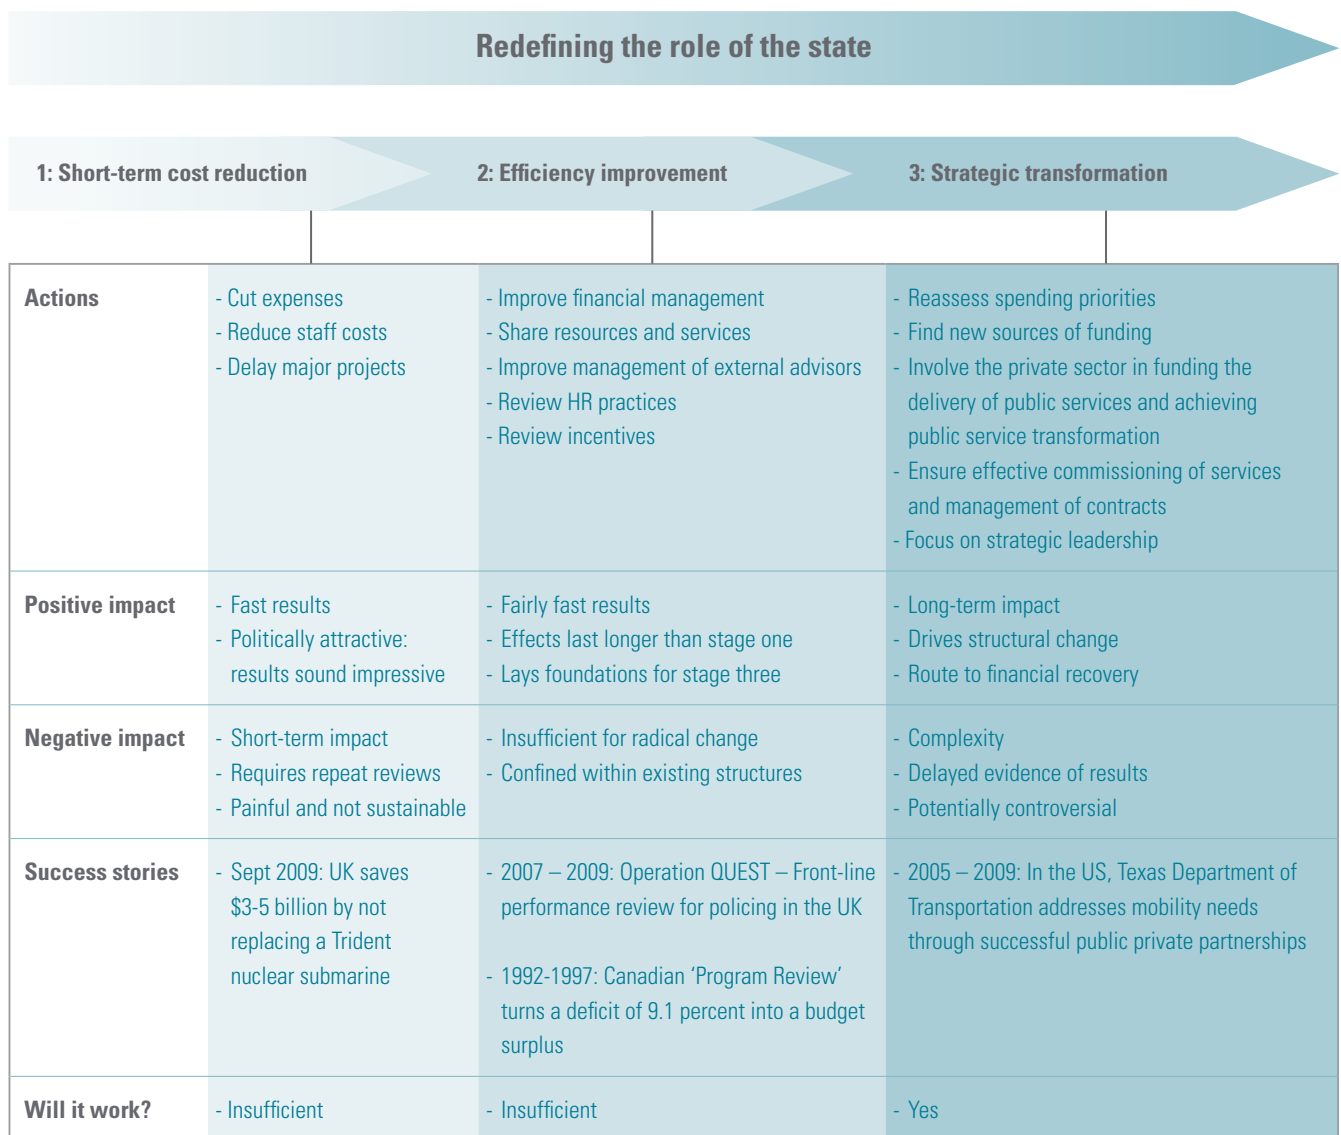 Redefining the role of the state
1: Short-term cost reduction
2: Efficiency improvement
3: Strategic transformation
Actions
- Cut expenses
- Reduce staff costs
- Delay major projects
- Improve financial management
- Share resources and services
- Improve management of external advisors
- Review HR practices
- Review incentives
- Reassess spending priorities
- Find new sources of funding
- Involve the private sector in funding the
delivery of public services and achieving
public service transformation
- Ensure effective commissioning of services
and management of contracts
- Focus on strategic leadership
Positive impact
- Fast results
- Politically attractive:
results sound impressive
- Fairly fast results
- Effects last longer than stage one
- Lays foundations for stage three
- Long-term impact
- Drives structural change
- Route to financial recovery
Negative impact
- Short-term impact
- Requires repeat reviews
- Painful and not sustainable
- Insufficient for radical change
- Confined within existing structures
- Complexity
- Delayed evidence of results
- Potentially controversial
Success stories
- Sept 2009: UK saves
$3-5 billion by not
replacing a Trident
nuclear submarine
- 2007 – 2009: Operation QUEST – Front-line
performance review for policing in the UK
- 1992-1997: Canadian ‘Program Review’
turns a deficit of 9.1 percent into a budget
surplus
- 2005 – 2009: In the US, Texas Department of
Transportation addresses mobility needs
through successful public private partnerships
Will it work?
- Insufficient
- Insufficient
- Yes